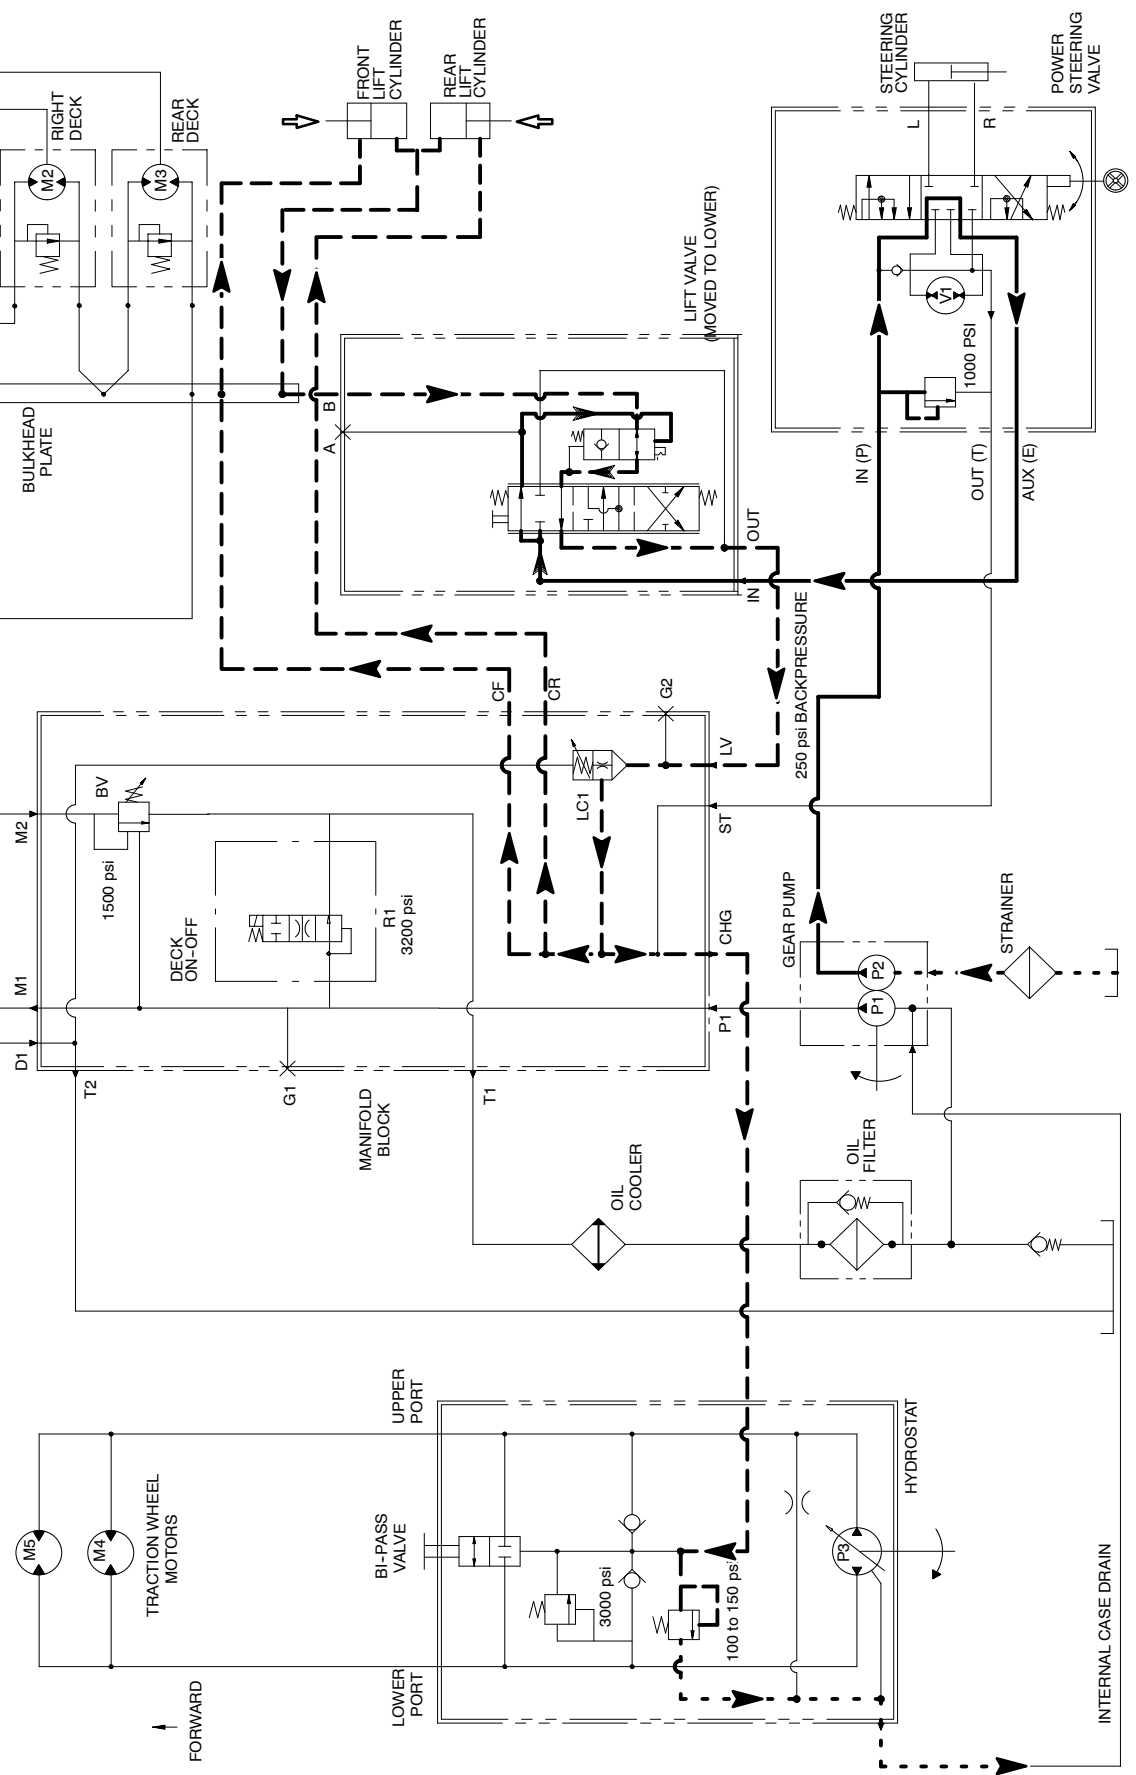 STEERING
CYLINDER
POWER
STEERING
VALVE
L
R
V1
1000 PSI
IN (P)
OUT (T)
AUX (E)
FRONT
LIFT
CYLINDER
REAR
LIFT
CYLINDER
RIGHT
DECK
M2
REAR
DECK
M3
BULKHEAD
PLATE
LIFT VALVE
(MOVED TO LOWER)
A
B
IN
OUT
250 psi BACKPRESSURE
CF
CR
G2
LV
LC1
ST
BV
M2
1500 psi
DECK
ON-OFF
R1
3200 psi
CHG
M1
P1
D1
T2
G1
T1
MANIFOLD
BLOCK
GEAR PUMP
P2
P1
STRAINER
OIL
COOLER
OIL
FILTER
UPPER
PORT
HYDROSTAT
BI-PASS
VALVE
M5
M4
TRACTION WHEEL
MOTORS
3000 psi
100 to 150 psi
P3
LOWER
PORT
INTERNAL CASE DRAIN
FORWARD